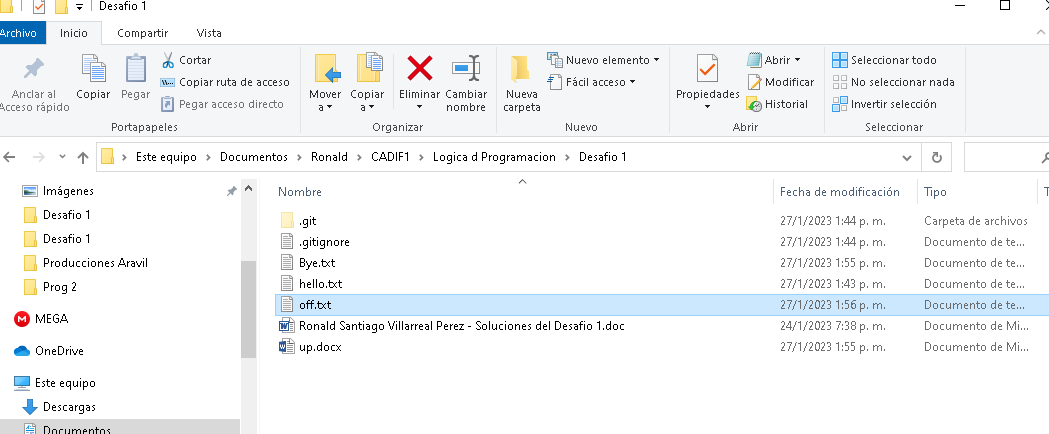 Desafio 1
Archivo Inicio Compartir Vista
Anclar al Acceso rápido
Copiar
Pegar
Cortar
Copiar ruta de acceso
Pegar acceso directo
Mover a
Copiar a
Eliminar
Cambiar nombre
Nueva carpeta
Nuevo elemento
Fácil acceso
Propiedades
Abrir
Modificar
Historial
Seleccionar todo
No seleccionar nada
Invertir selección
Portapapeles Organizar Nuevo Abrir Seleccionar
Este equipo Documentos Ronald CADIF1 Logica d Programacion Desafio 1
Imágenes
Desafio 1
Desafio 1
Producciones Aravil
Prog 2
MEGA
OneDrive
Este equipo
Descargas
Documentos
Nombre Fecha de modificación Tipo T
.git 27/1/2023 1:44 p. m. Carpeta de archivos
.gitignore 27/1/2023 1:44 p. m. Documento de te...
Bye.txt 27/1/2023 1:55 p. m. Documento de te...
hello.txt 27/1/2023 1:43 p. m. Documento de te...
off.txt 27/1/2023 1:56 p. m. Documento de te...
Ronald Santiago Villarreal Perez - Soluciones del Desafio 1.doc 24/1/2023 7:38 p. m. Documento de Mi...
up.docx 27/1/2023 1:55 p. m. Documento de Mi...